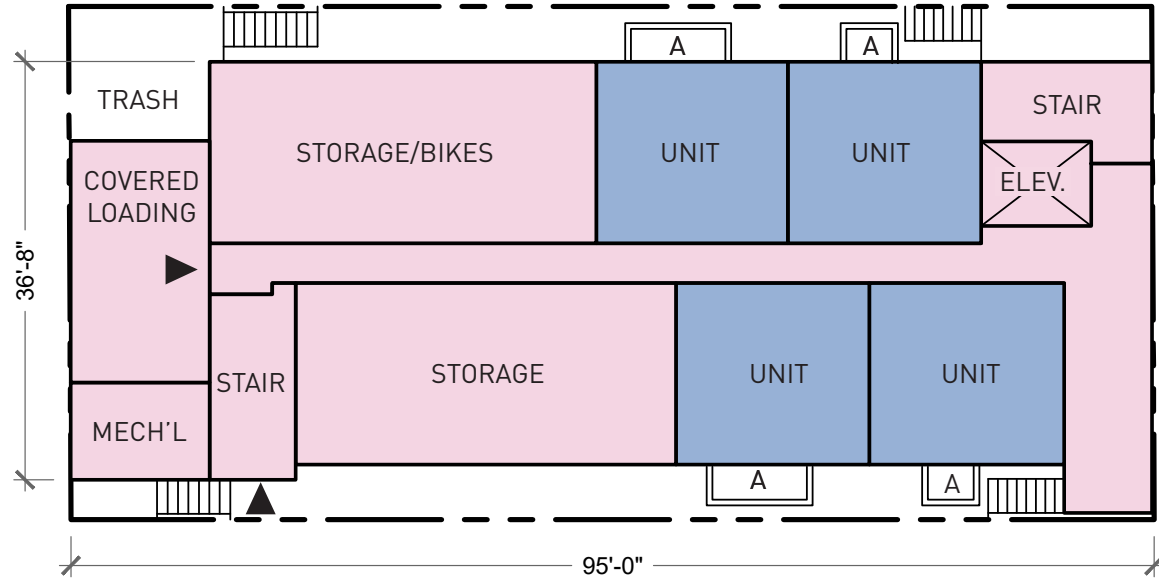 A
A
TRASH
STAIR
STORAGE/BIKES
UNIT
UNIT
COVERED
LOADING
ELEV.
36'-8"
STAIR
STORAGE
UNIT
UNIT
MECH'L
A
A
95'-0"